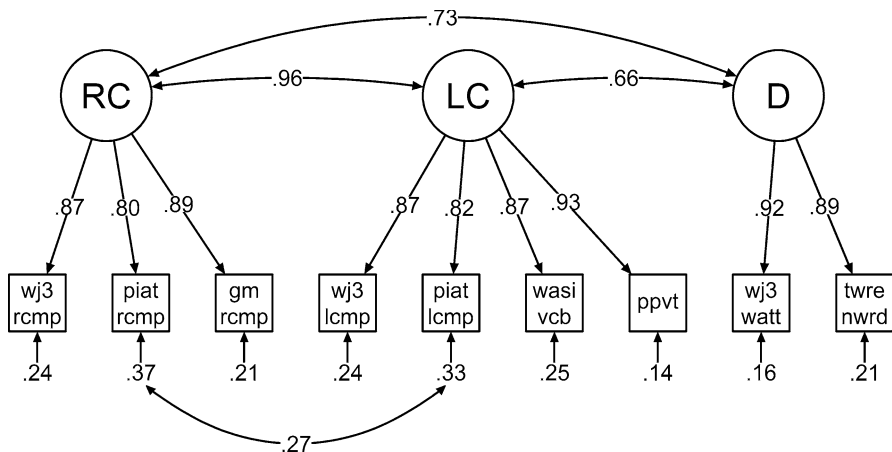 .73
RC
.96
LC
.66
D
.87
.80
.89
.87
.82
.87
.93
.92
.89
wj3
rcmp
piat
rcmp
gm
rcmp
wj3
lcmp
piat
lcmp
wasi
vcb
ppvt
wj3
watt
twre
nwrd
.24
.37
.21
.24
.33
.25
.14
.16
.21
.27